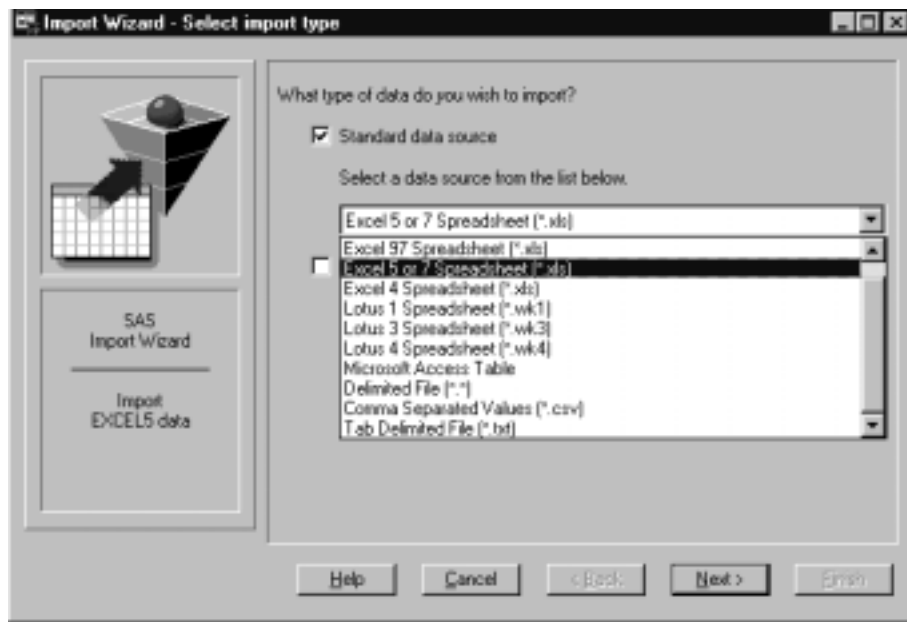 Import Wizard - Select import type
What type of data do you wish to import?
Standard data source
Select a data source from the list below.
Excel 5 or 7 Spreadsheet (*.xls)
Excel 97 Spreadsheet (*.xls)
Excel 5 or 7 Spreadsheet (*.xls)
Excel 4 Spreadsheet (*.xls)
Lotus 1 Spreadsheet (*.wk1)
Lotus 3 Spreadsheet (*.wk3)
Lotus 4 Spreadsheet (*.wk4)
Microsoft Access Table
Delimited File (*.*)
Comma Separated Values (*.csv)
Tab Delimited File (*.txt)
SAS
Import Wizard
Import
EXCEL5 data
Help
Cancel
< Back
Next >
Finish